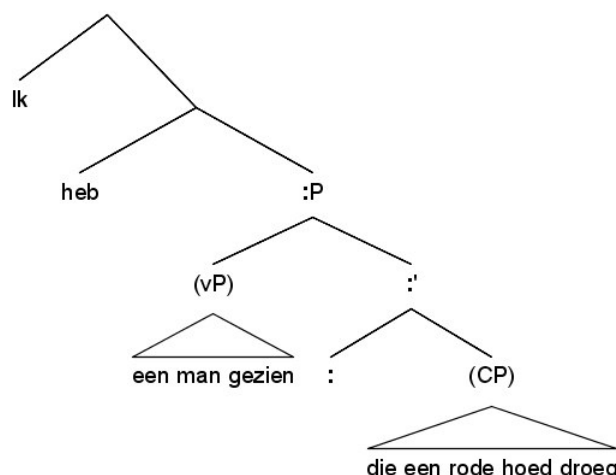 Ik
heb :P
(vP) :'
een man gezien : (CP)
die een rode hoed droeg